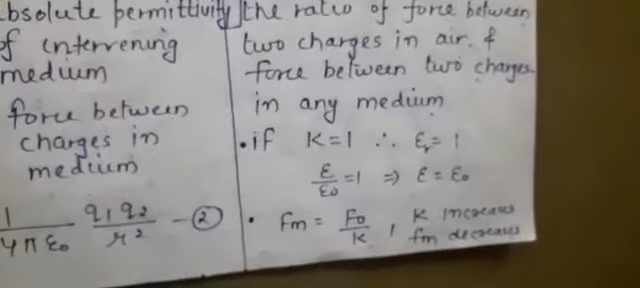 bsolute permittivity
of intervening
medium
force between
charges in
medium
1/4πε₀ q₁q₂/r² - ②
the ratio of force between
two charges in air &
force between two charges
in any medium
• if K=1 ∴ εᵣ= 1
ε/ε₀ =1 ⇒ ε = ε₀
• Fm = F₀/K , K increases
fm decreases